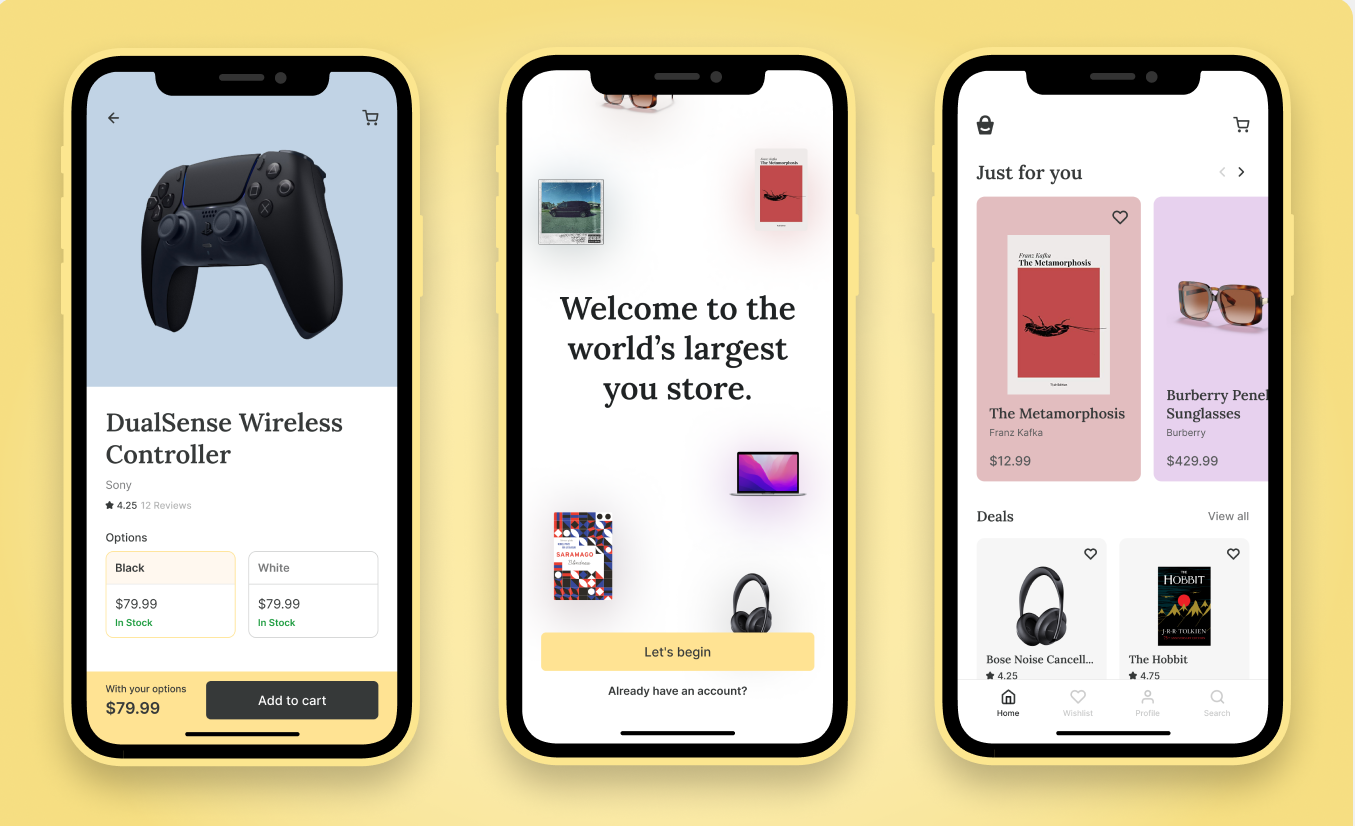 DualSense Wireless
Controller
Sony
4.25 12 Reviews
Options
Black
White
$79.99
$79.99
In Stock
In Stock
With your options
$79.99
Add to cart
Franz Kafka
The Metamorphosis
Welcome to the
world's largest
you store.
SARAMAGO
Let's begin
Already have an account?
Just for you
Franz Kafka
The Metamorphosis
The Metamorphosis
Franz Kafka
$12.99
Burberry Penel
Sunglasses
Burberry
$429.99
Deals
View all
THE
HOBBIT
J·R·R·TOLKIEN
Bose Noise Cancell...
4.25
The Hobbit
4.75
Home
Wishlist
Profile
Search